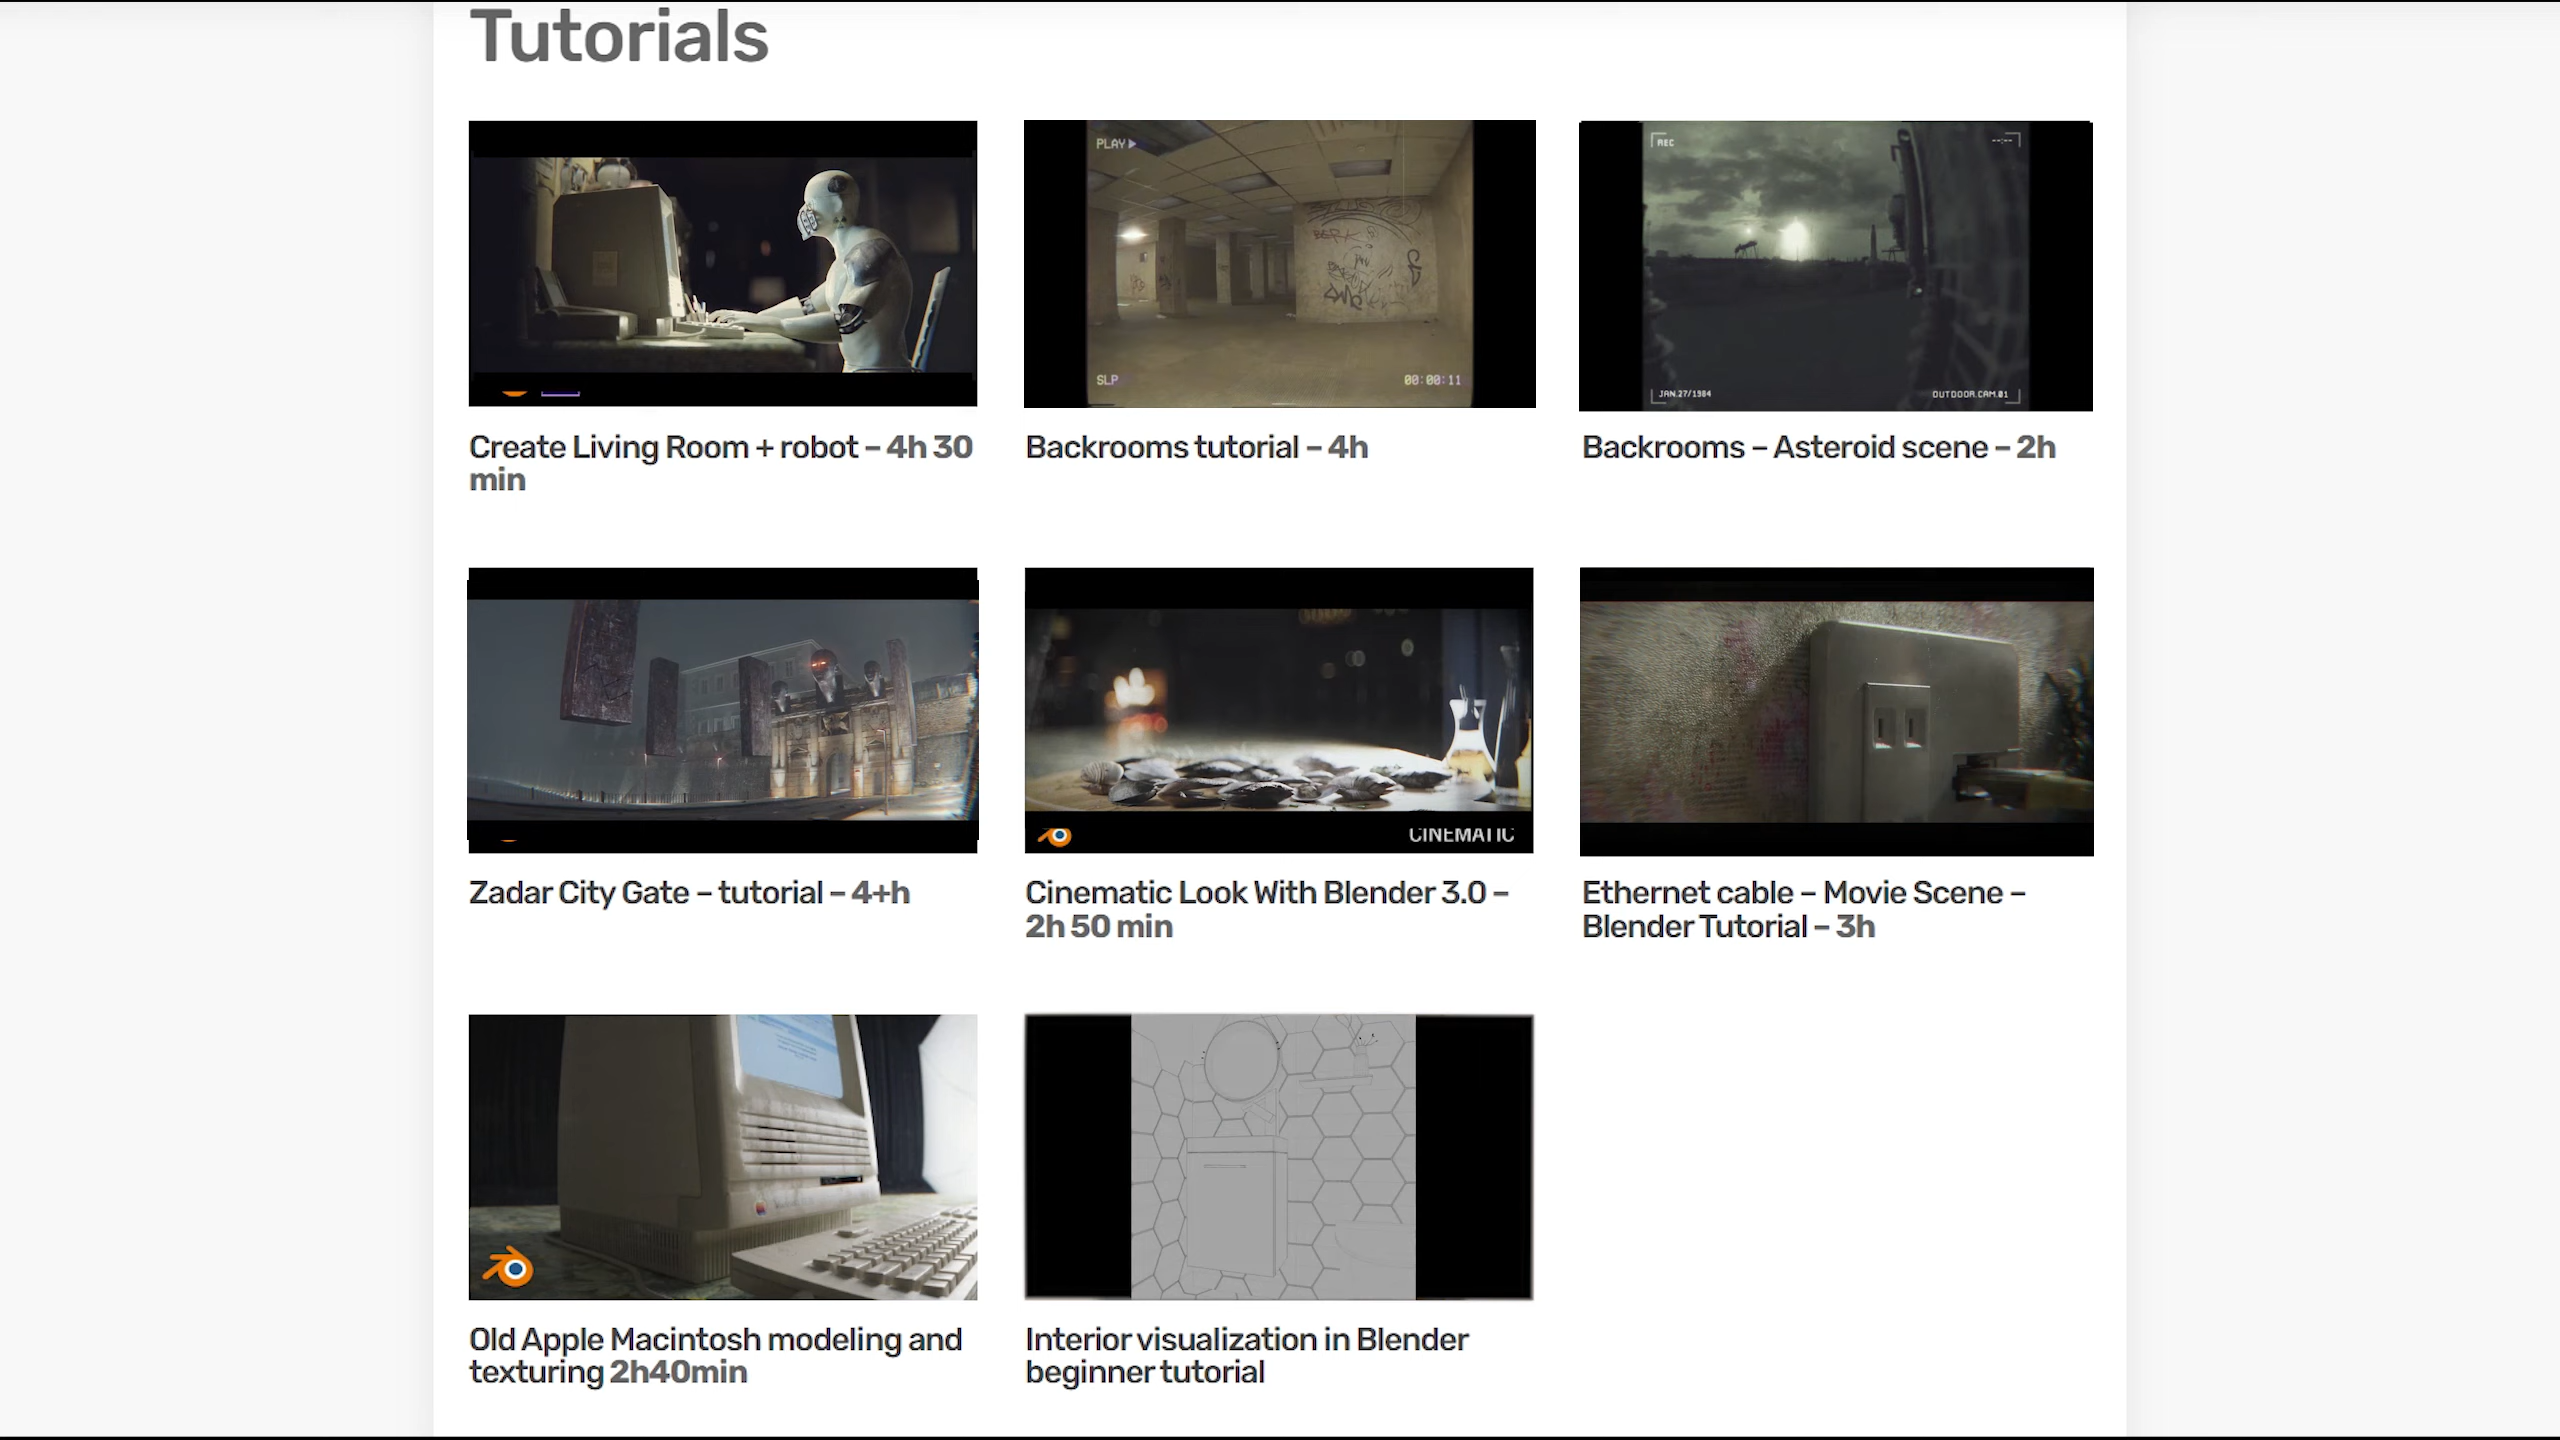 Tutorials
PLAY
SLP
00:00:11
REC
JAN.27/1984
OUTDOOR.CAM.01
Create Living Room + robot – 4h 30
min
Backrooms tutorial – 4h
Backrooms – Asteroid scene – 2h
CINEMATIC
Zadar City Gate – tutorial – 4+h
Cinematic Look With Blender 3.0 –
2h 50 min
Ethernet cable – Movie Scene –
Blender Tutorial – 3h
Old Apple Macintosh modeling and
texturing 2h40min
Interior visualization in Blender
beginner tutorial